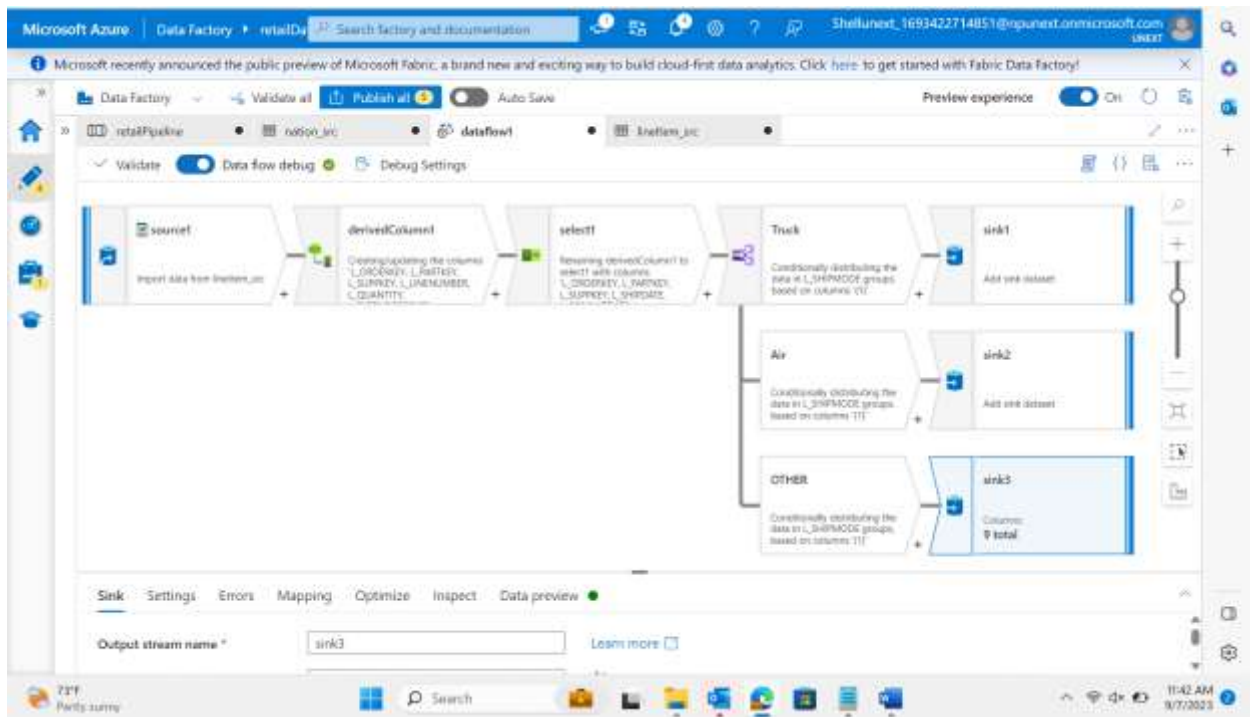 Microsoft Azure | Data Factory ▸ retailDa Search factory and documentation Shellunext_1693422714851@npunext.onmicrosoft.com
UNEXT
Microsoft recently announced the public preview of Microsoft Fabric, a brand new and exciting way to build cloud-first data analytics. Click here to get started with Fabric Data Factory!
Data Factory Validate all Publish all 5 Auto Save Preview experience On
retailPipeline nation_src dataflow1 lineitem_src
Validate Data flow debug Debug Settings
source1
Import data from lineitem_src
derivedColumn1
Creating/updating the columns
L_ORDERKEY, L_PARTKEY,
L_SUPPKEY, L_LINENUMBER,
L_QUANTITY,
select1
Renaming derivedColumn1 to
select1 with columns
L_ORDERKEY, L_PARTKEY,
L_SUPPKEY, L_SHIPDATE,
Truck
Conditionally distributing the
data in L_SHIPMODE groups
based on columns
sink1
Add sink dataset
Air
Conditionally distributing the
data in L_SHIPMODE groups
based on columns
sink2
Add sink dataset
OTHER
Conditionally distributing the
data in L_SHIPMODE groups
based on columns
sink3
Columns:
9 total
Sink Settings Errors Mapping Optimize Inspect Data preview
Output stream name * sink3 Learn more
73°F
Partly sunny
Search
11:42 AM
9/7/2023